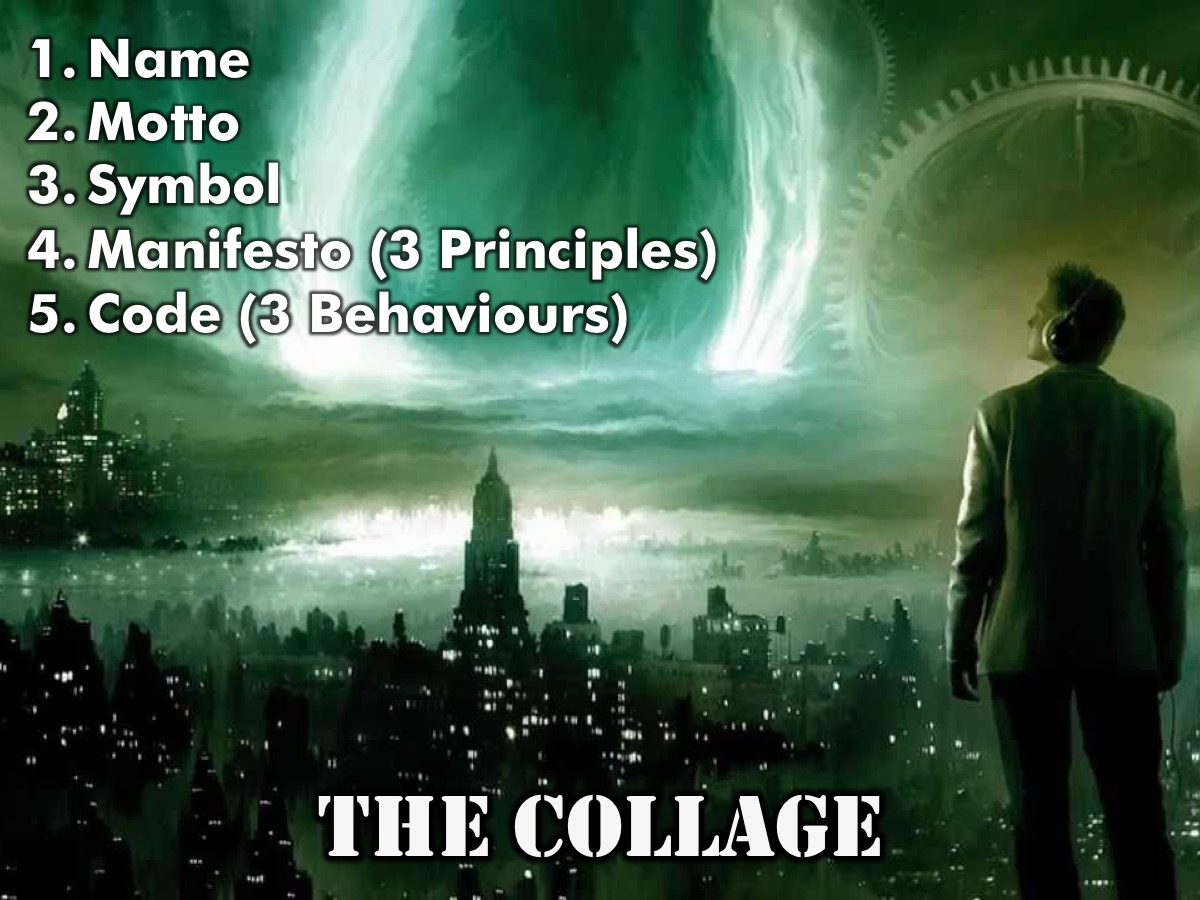 1. Name
2. Motto
3. Symbol
4. Manifesto (3 Principles)
5. Code (3 Behaviours)
THE COLLAGE